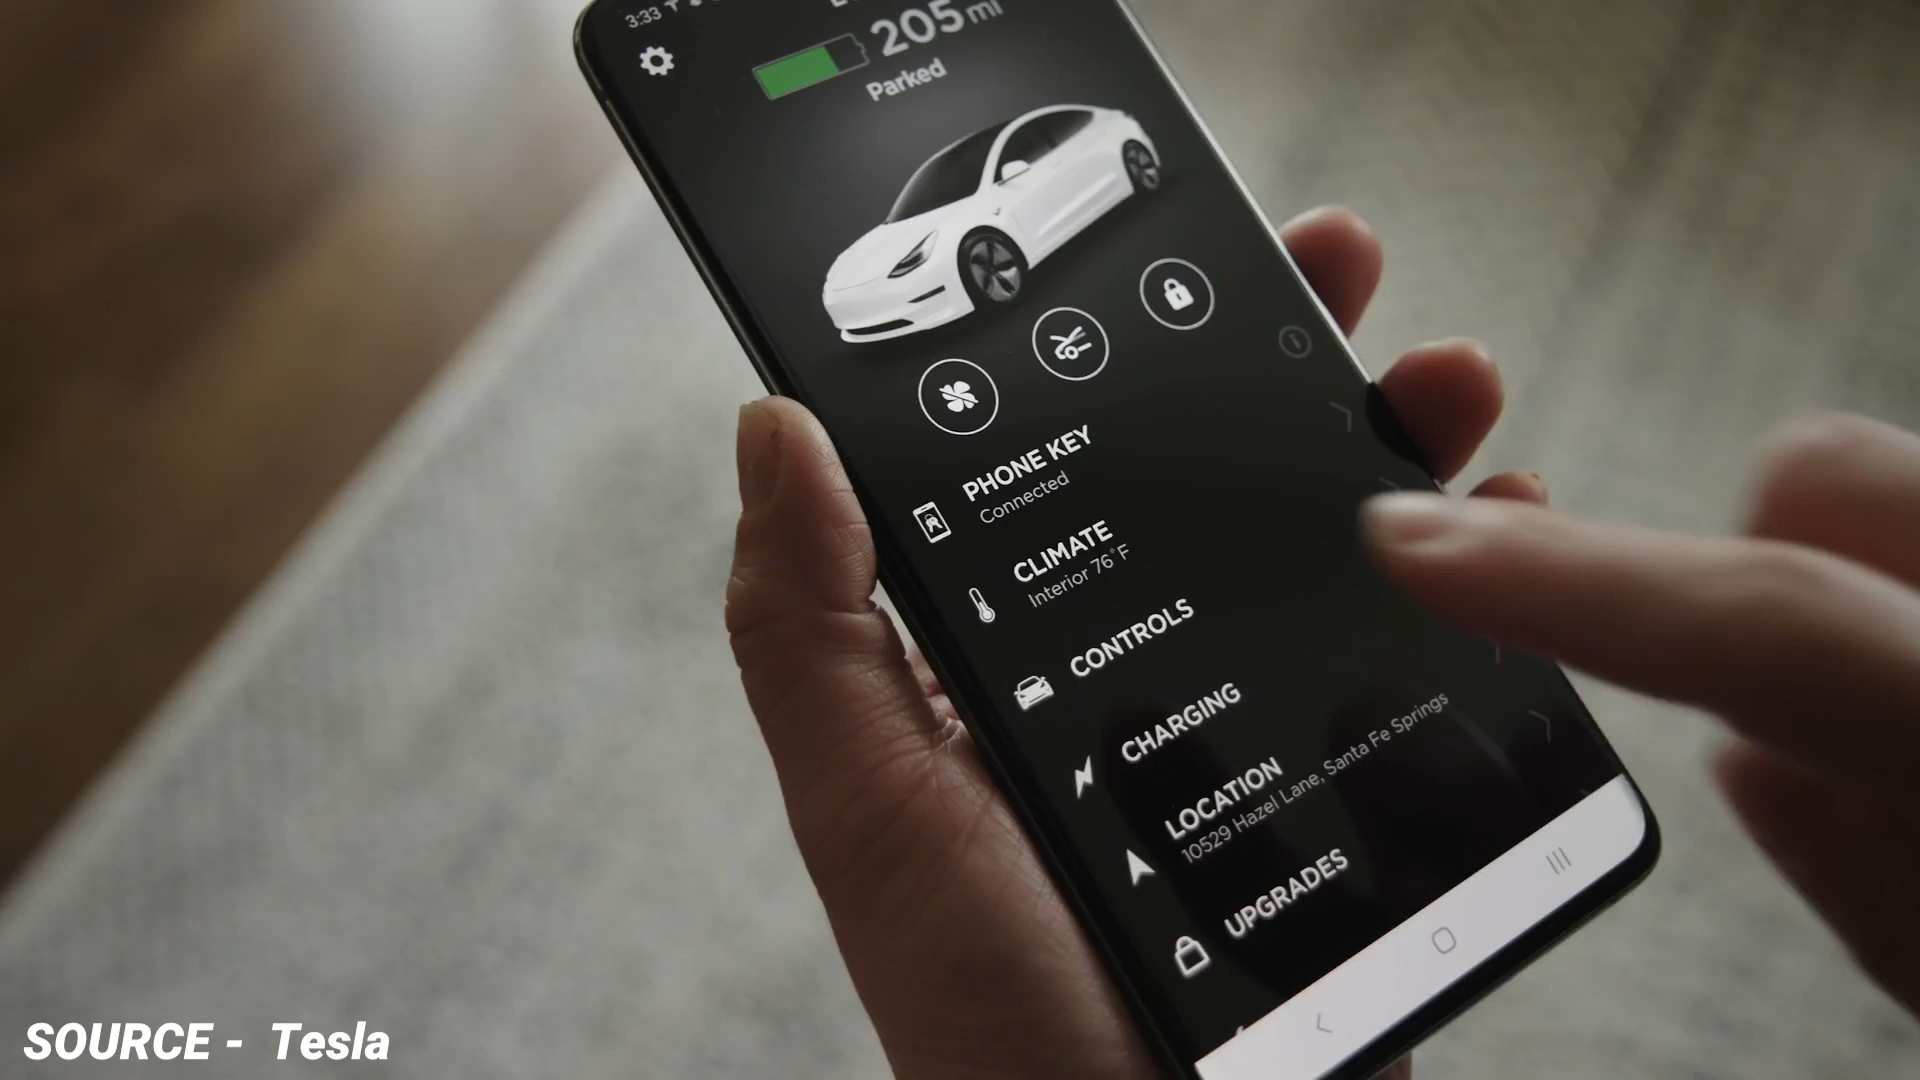 3:33
205 mi
Parked
PHONE KEY
Connected
CLIMATE
Interior 76°F
CONTROLS
CHARGING
LOCATION
10529 Hazel Lane, Santa Fe Springs
UPGRADES
SOURCE - Tesla